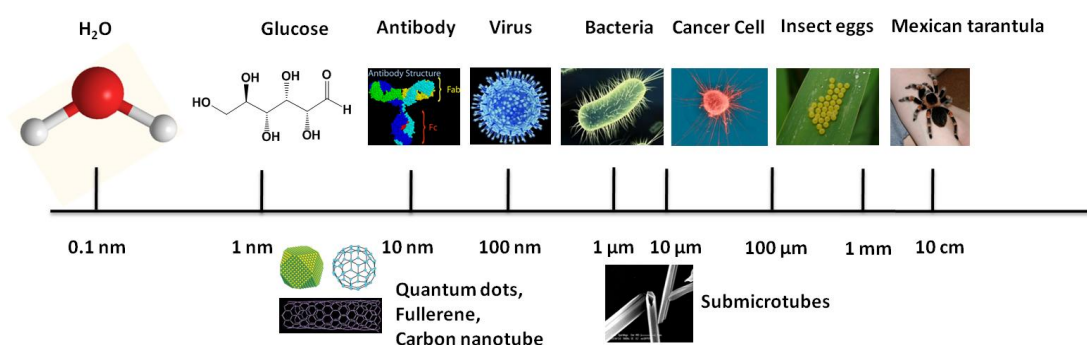 H₂O
Glucose
Antibody
Virus
Bacteria
Cancer Cell
Insect eggs
Mexican tarantula
OH
OH
O
HO
H
OH
OH
Antibody Structure
Fab
Fc
0.1 nm
1 nm
10 nm
100 nm
1 µm
10 µm
100 µm
1 mm
10 cm
Quantum dots,
Fullerene,
Carbon nanotube
Submicrotubes